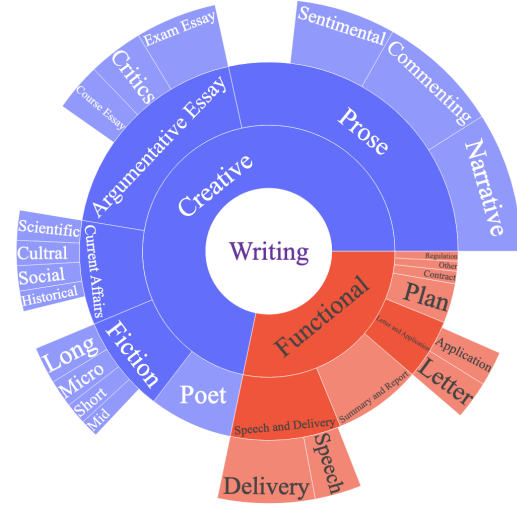 Writing
Creative
Prose
Sentimental
Commenting
Narrative
Argumentative Essay
Exam Essay
Critics
Course Essay
Current Affairs
Scientific
Cultral
Social
Historical
Fiction
Long
Micro
Short
Mid
Poet
Functional
Speech and Delivery
Delivery
Speech
Summary and Report
Letter and Application
Application
Letter
Plan
Contract
Other
Regulation